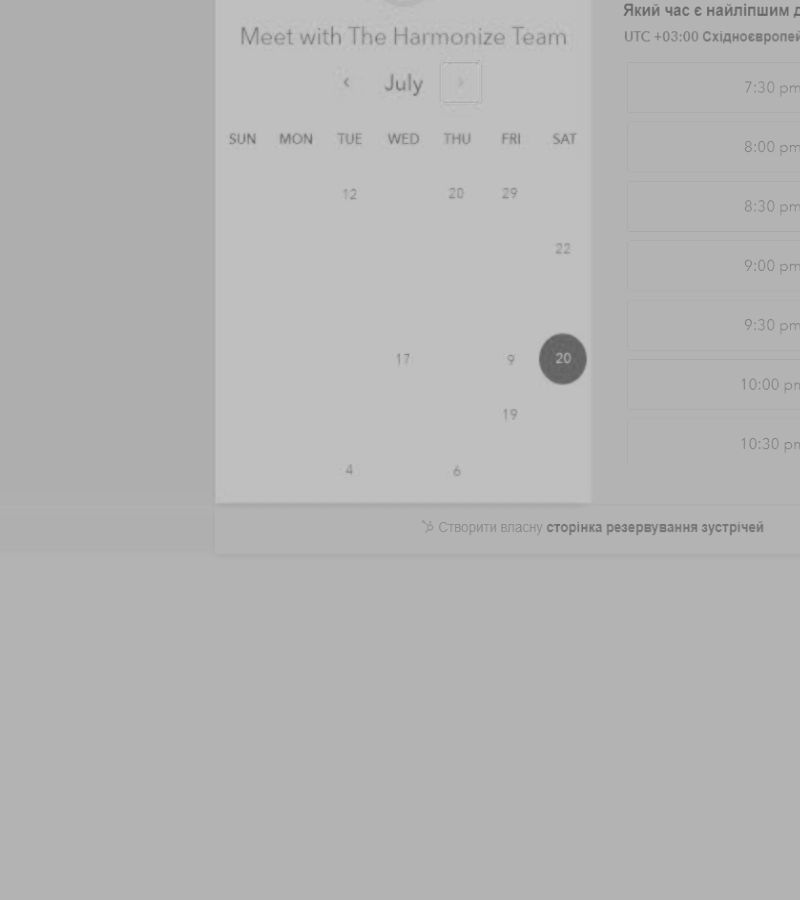 Meet with The Harmonize Team
July
SUN MON TUE WED THU FRI SAT
12 20 29
22
17 9 20
19
4 6
Який час є найліпшим
UTC +03:00 Східноєвропей
7:30 pm
8:00 pm
8:30 pm
9:00 pm
9:30 pm
10:00 pm
10:30 pm
Створити власну сторінка резервування зустрічей